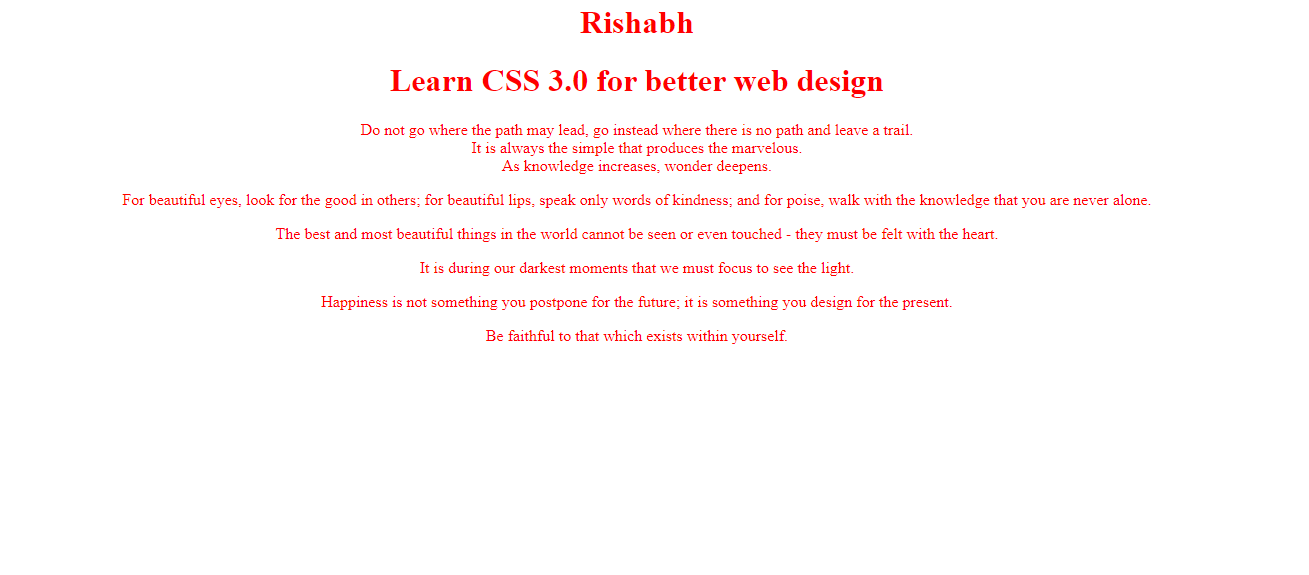 Rishabh
Learn CSS 3.0 for better web design
Do not go where the path may lead, go instead where there is no path and leave a trail.
It is always the simple that produces the marvelous.
As knowledge increases, wonder deepens.
For beautiful eyes, look for the good in others; for beautiful lips, speak only words of kindness; and for poise, walk with the knowledge that you are never alone.
The best and most beautiful things in the world cannot be seen or even touched - they must be felt with the heart.
It is during our darkest moments that we must focus to see the light.
Happiness is not something you postpone for the future; it is something you design for the present.
Be faithful to that which exists within yourself.